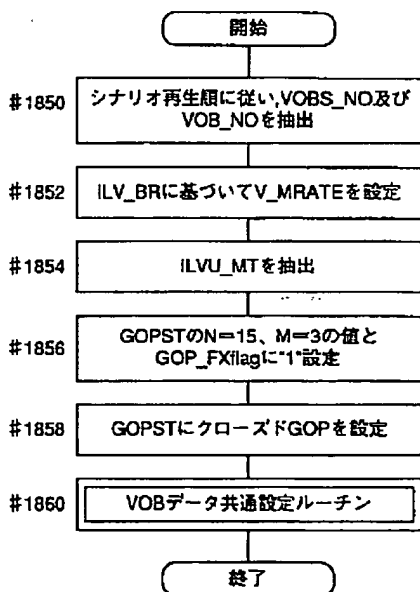 開始
#1850
シナリオ再生順に従い,VOBS_NO及び
VOB_NOを抽出
#1852
ILV_BRに基づいてV_MRATEを設定
#1854
ILVU_MTを抽出
#1856
GOPSTのN=15、M=3の値と
GOP_FXflagに"1"設定
#1858
GOPSTにクローズドGOPを設定
#1860
VOBデータ共通設定ルーチン
終了